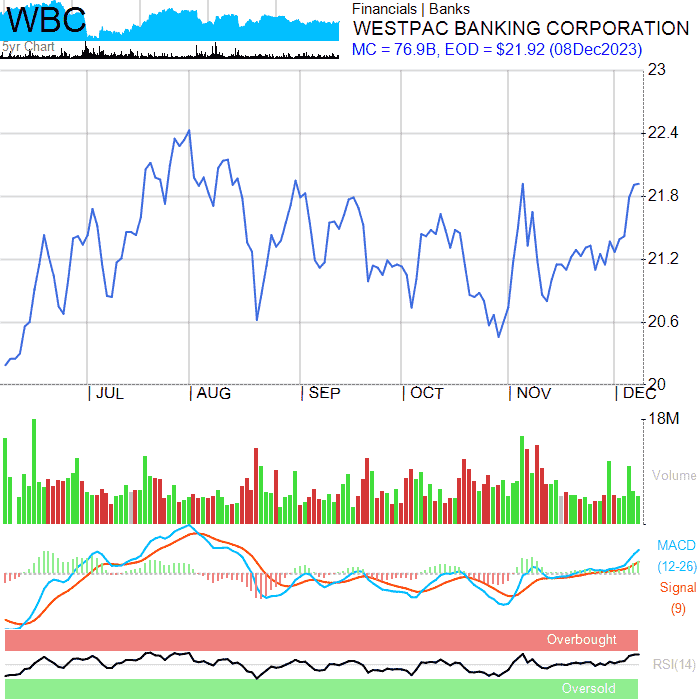 WBC
5yr Chart
Financials | Banks
WESTPAC BANKING CORPORATION
MC = 76.9B, EOD = $21.92 (08Dec2023)
23
22.4
21.8
21.2
20.6
20
JUL AUG SEP OCT NOV DEC
18M
Volume
MACD
(12-26)
Signal
(9)
Overbought
RSI(14)
Oversold